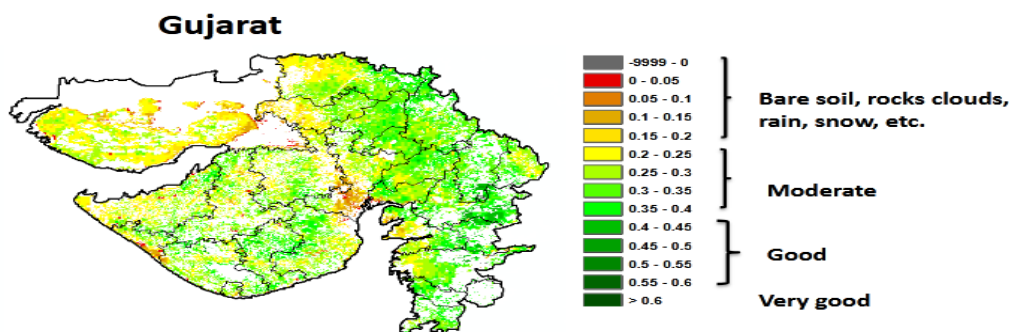 Gujarat
-9999 - 0
0 - 0.05
0.05 - 0.1
0.1 - 0.15
0.15 - 0.2
0.2 - 0.25
0.25 - 0.3
0.3 - 0.35
0.35 - 0.4
0.4 - 0.45
0.45 - 0.5
0.5 - 0.55
0.55 - 0.6
> 0.6
Bare soil, rocks clouds,
rain, snow, etc.
Moderate
Good
Very good